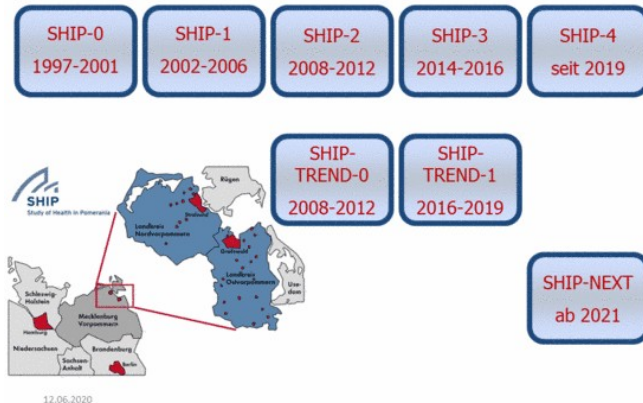 SHIP-0
1997-2001
SHIP-1
2002-2006
SHIP-2
2008-2012
SHIP-3
2014-2016
SHIP-4
seit 2019
SHIP-
TREND-0
2008-2012
SHIP-
TREND-1
2016-2019
SHIP-NEXT
ab 2021
SHIP
Study of Health in Pomerania
Rügen
Stralsund
Landkreis
Nordvorpommern
Greifswald
Landkreis
Ostvorpommern
Use-
dom
Schleswig-
Holstein
Hamburg
Mecklenburg
Vorpommern
Niedersachsen
Brandenburg
Sachsen-
Anhalt
Berlin
12.06.2020